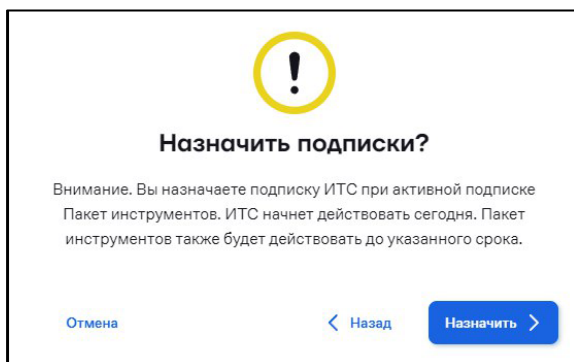 !
Назначить подписки?
Внимание. Вы назначаете подписку ИТС при активной подписке
Пакет инструментов. ИТС начнет действовать сегодня. Пакет
инструментов также будет действовать до указанного срока.
Отмена
Назад
Назначить